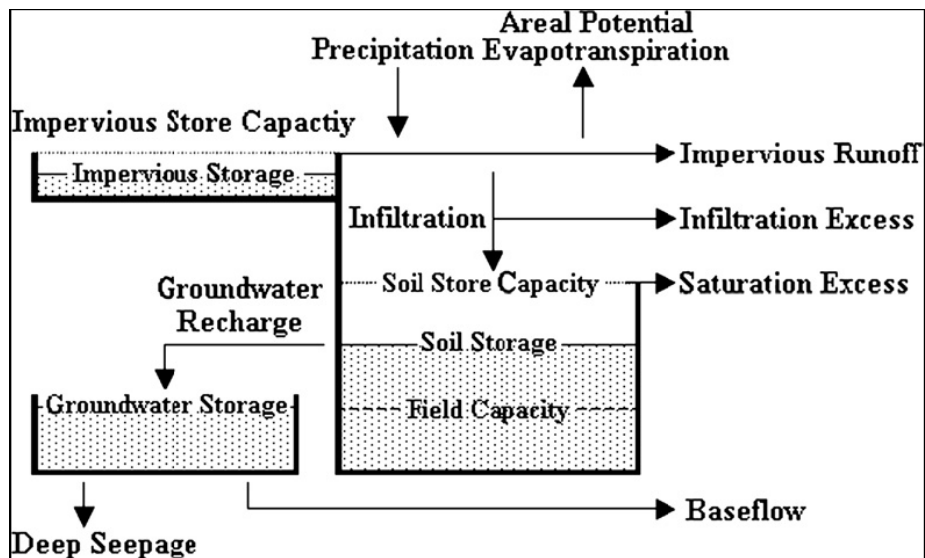 Areal Potential
Precipitation Evapotranspiration
Impervious Store Capactiy
Impervious Storage
Impervious Runoff
Infiltration
Infiltration Excess
Soil Store Capacity
Saturation Excess
Groundwater
Recharge
Soil Storage
Groundwater Storage
Field Capacity
Baseflow
Deep Seepage